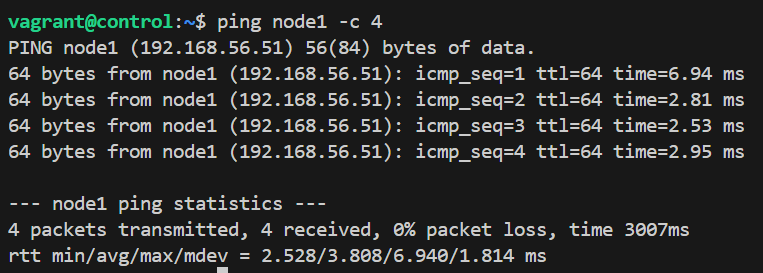 vagrant@control:~$ ping node1 -c 4
PING node1 (192.168.56.51) 56(84) bytes of data.
64 bytes from node1 (192.168.56.51): icmp_seq=1 ttl=64 time=6.94 ms
64 bytes from node1 (192.168.56.51): icmp_seq=2 ttl=64 time=2.81 ms
64 bytes from node1 (192.168.56.51): icmp_seq=3 ttl=64 time=2.53 ms
64 bytes from node1 (192.168.56.51): icmp_seq=4 ttl=64 time=2.95 ms

--- node1 ping statistics ---
4 packets transmitted, 4 received, 0% packet loss, time 3007ms
rtt min/avg/max/mdev = 2.528/3.808/6.940/1.814 ms